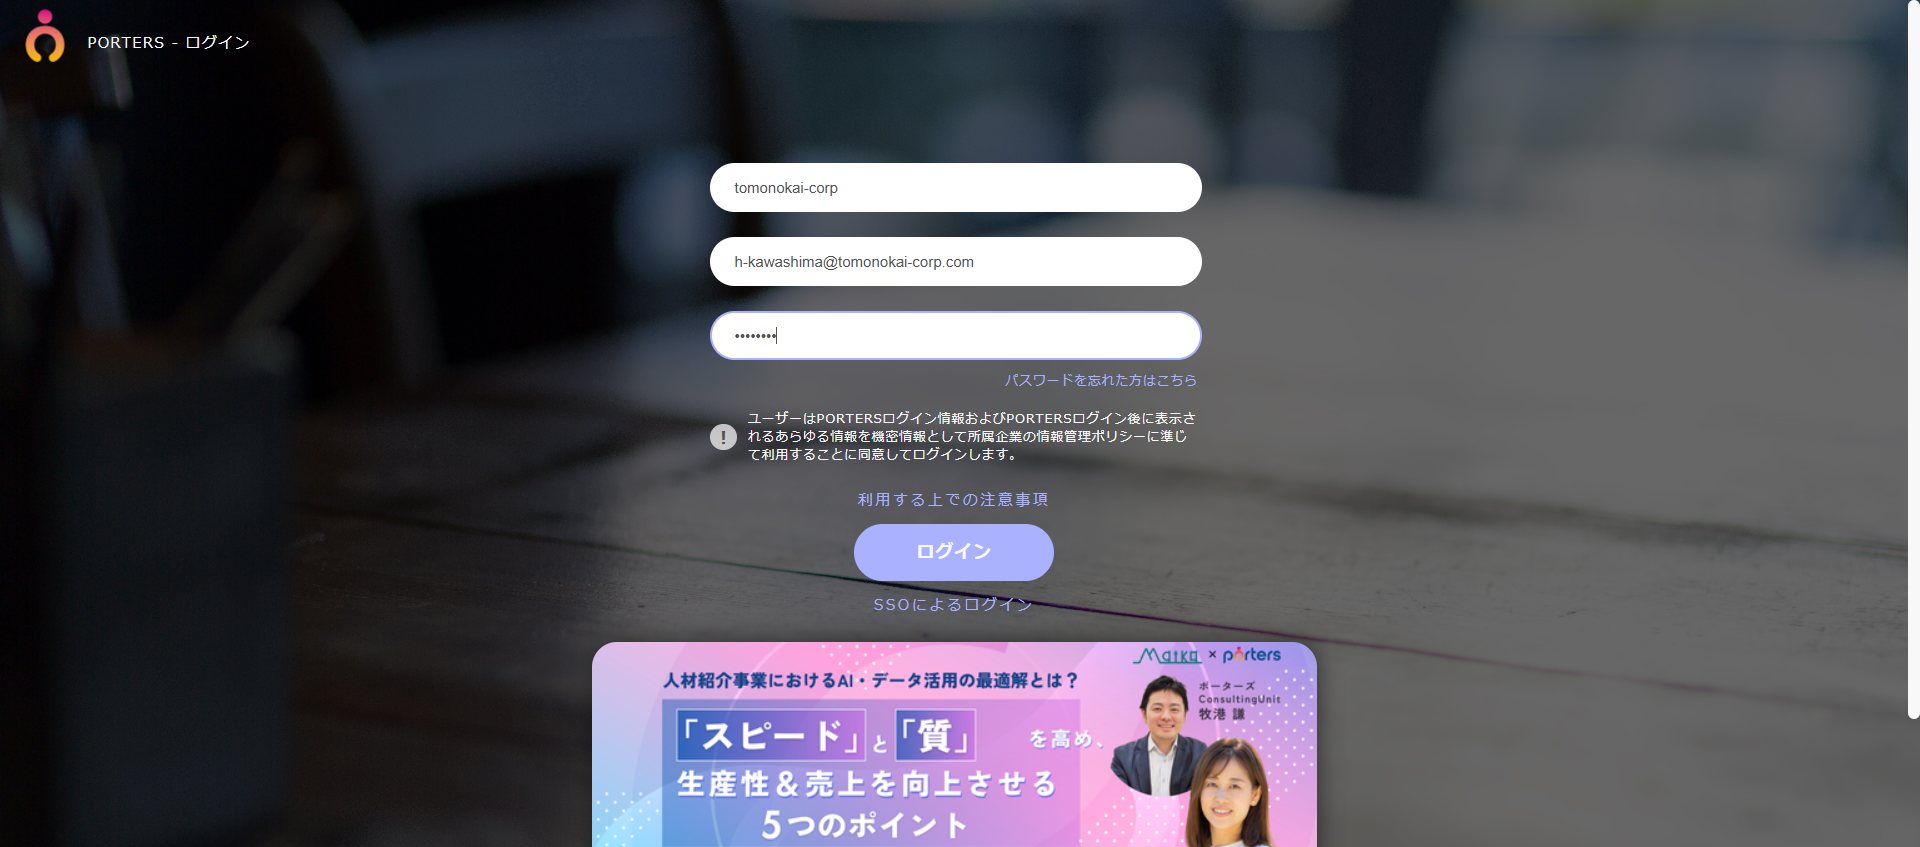 PORTERS - ログイン
tomonokai-corp
h-kawashima@tomonokai-corp.com
••••••••
パスワードを忘れた方はこちら
ユーザーはPORTERSログイン情報およびPORTERSログイン後に表示さ
れるあらゆる情報を機密情報として所属企業の情報管理ポリシーに準じ
て利用することに同意してログインします。
利用する上での注意事項
ログイン
SSOによるログイン
Matka × porters
人材紹介事業におけるAI・データ活用の最適解とは？
ポーターズ
ConsultingUnit
牧港 謙
「スピード」と「質」を高め、
生産性＆売上を向上させる
5つのポイント